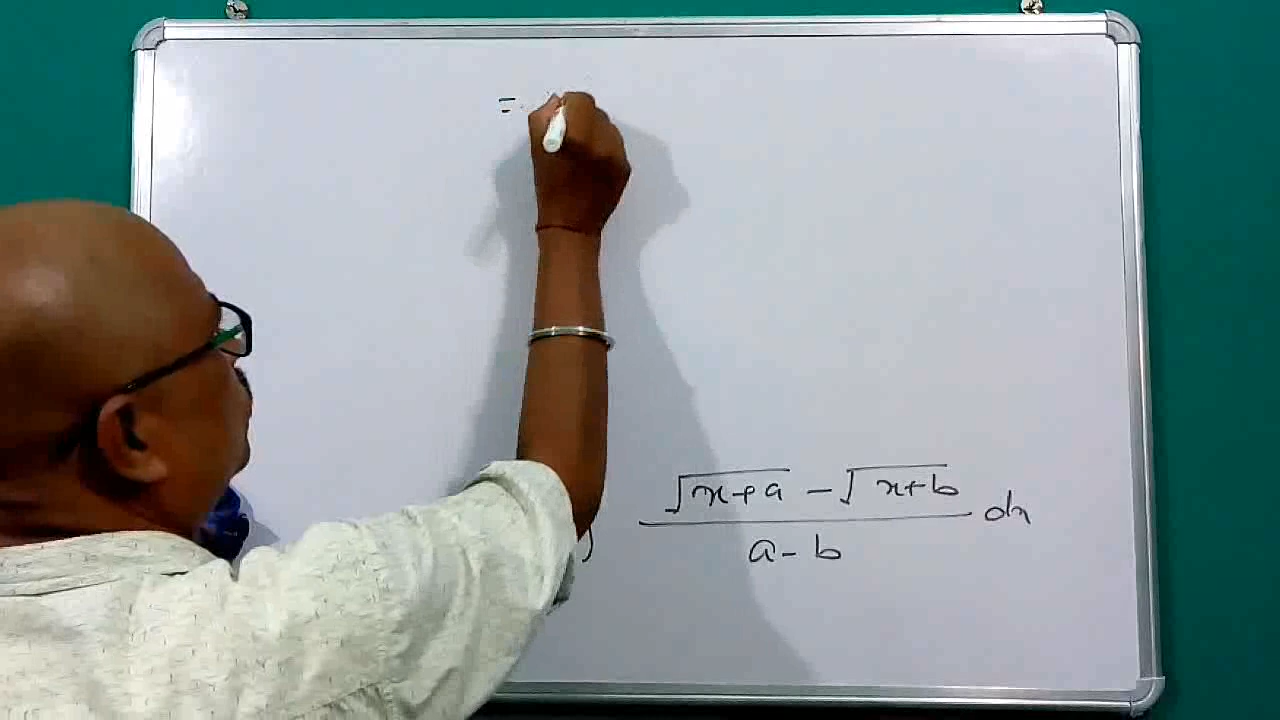 =
∫ √x+a - √x+b / a-b dx